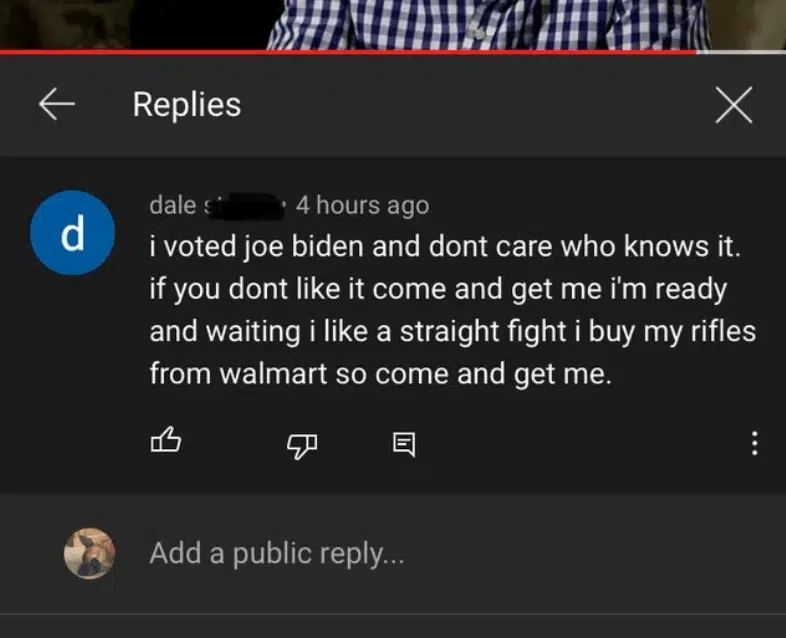 Replies
d
dale 4 hours ago
i voted joe biden and dont care who knows it.
if you dont like it come and get me i'm ready
and waiting i like a straight fight i buy my rifles
from walmart so come and get me.
Add a public reply...